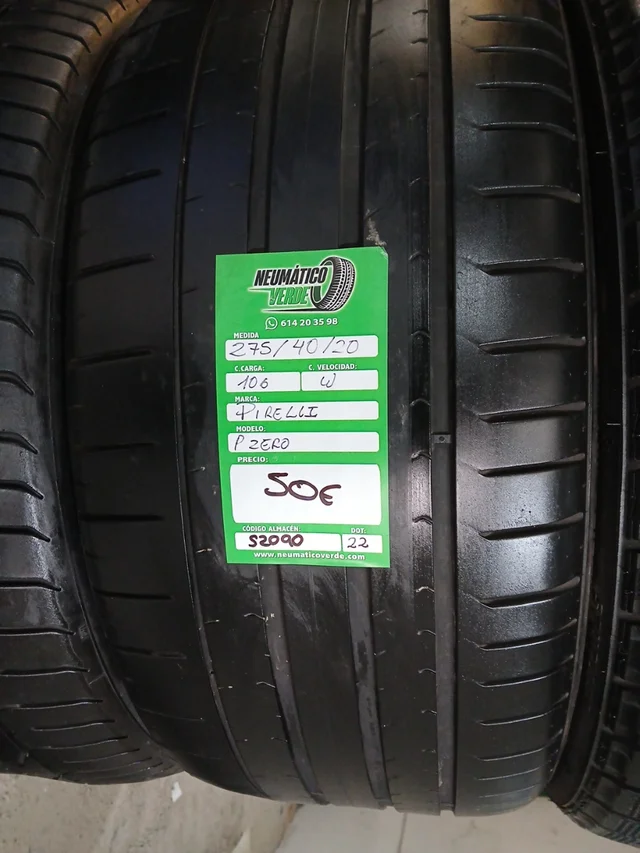 NEUMÁTICO
VERDE
614 20 35 98
MEDIDA
275/40/20
C.CARGA: C. VELOCIDAD:
106 W
MARCA:
PIRELLI
MODELO:
P ZERO
PRECIO:
50€
CÓDIGO ALMACÉN: DOT:
S2090 22
www.neumaticoverde.com